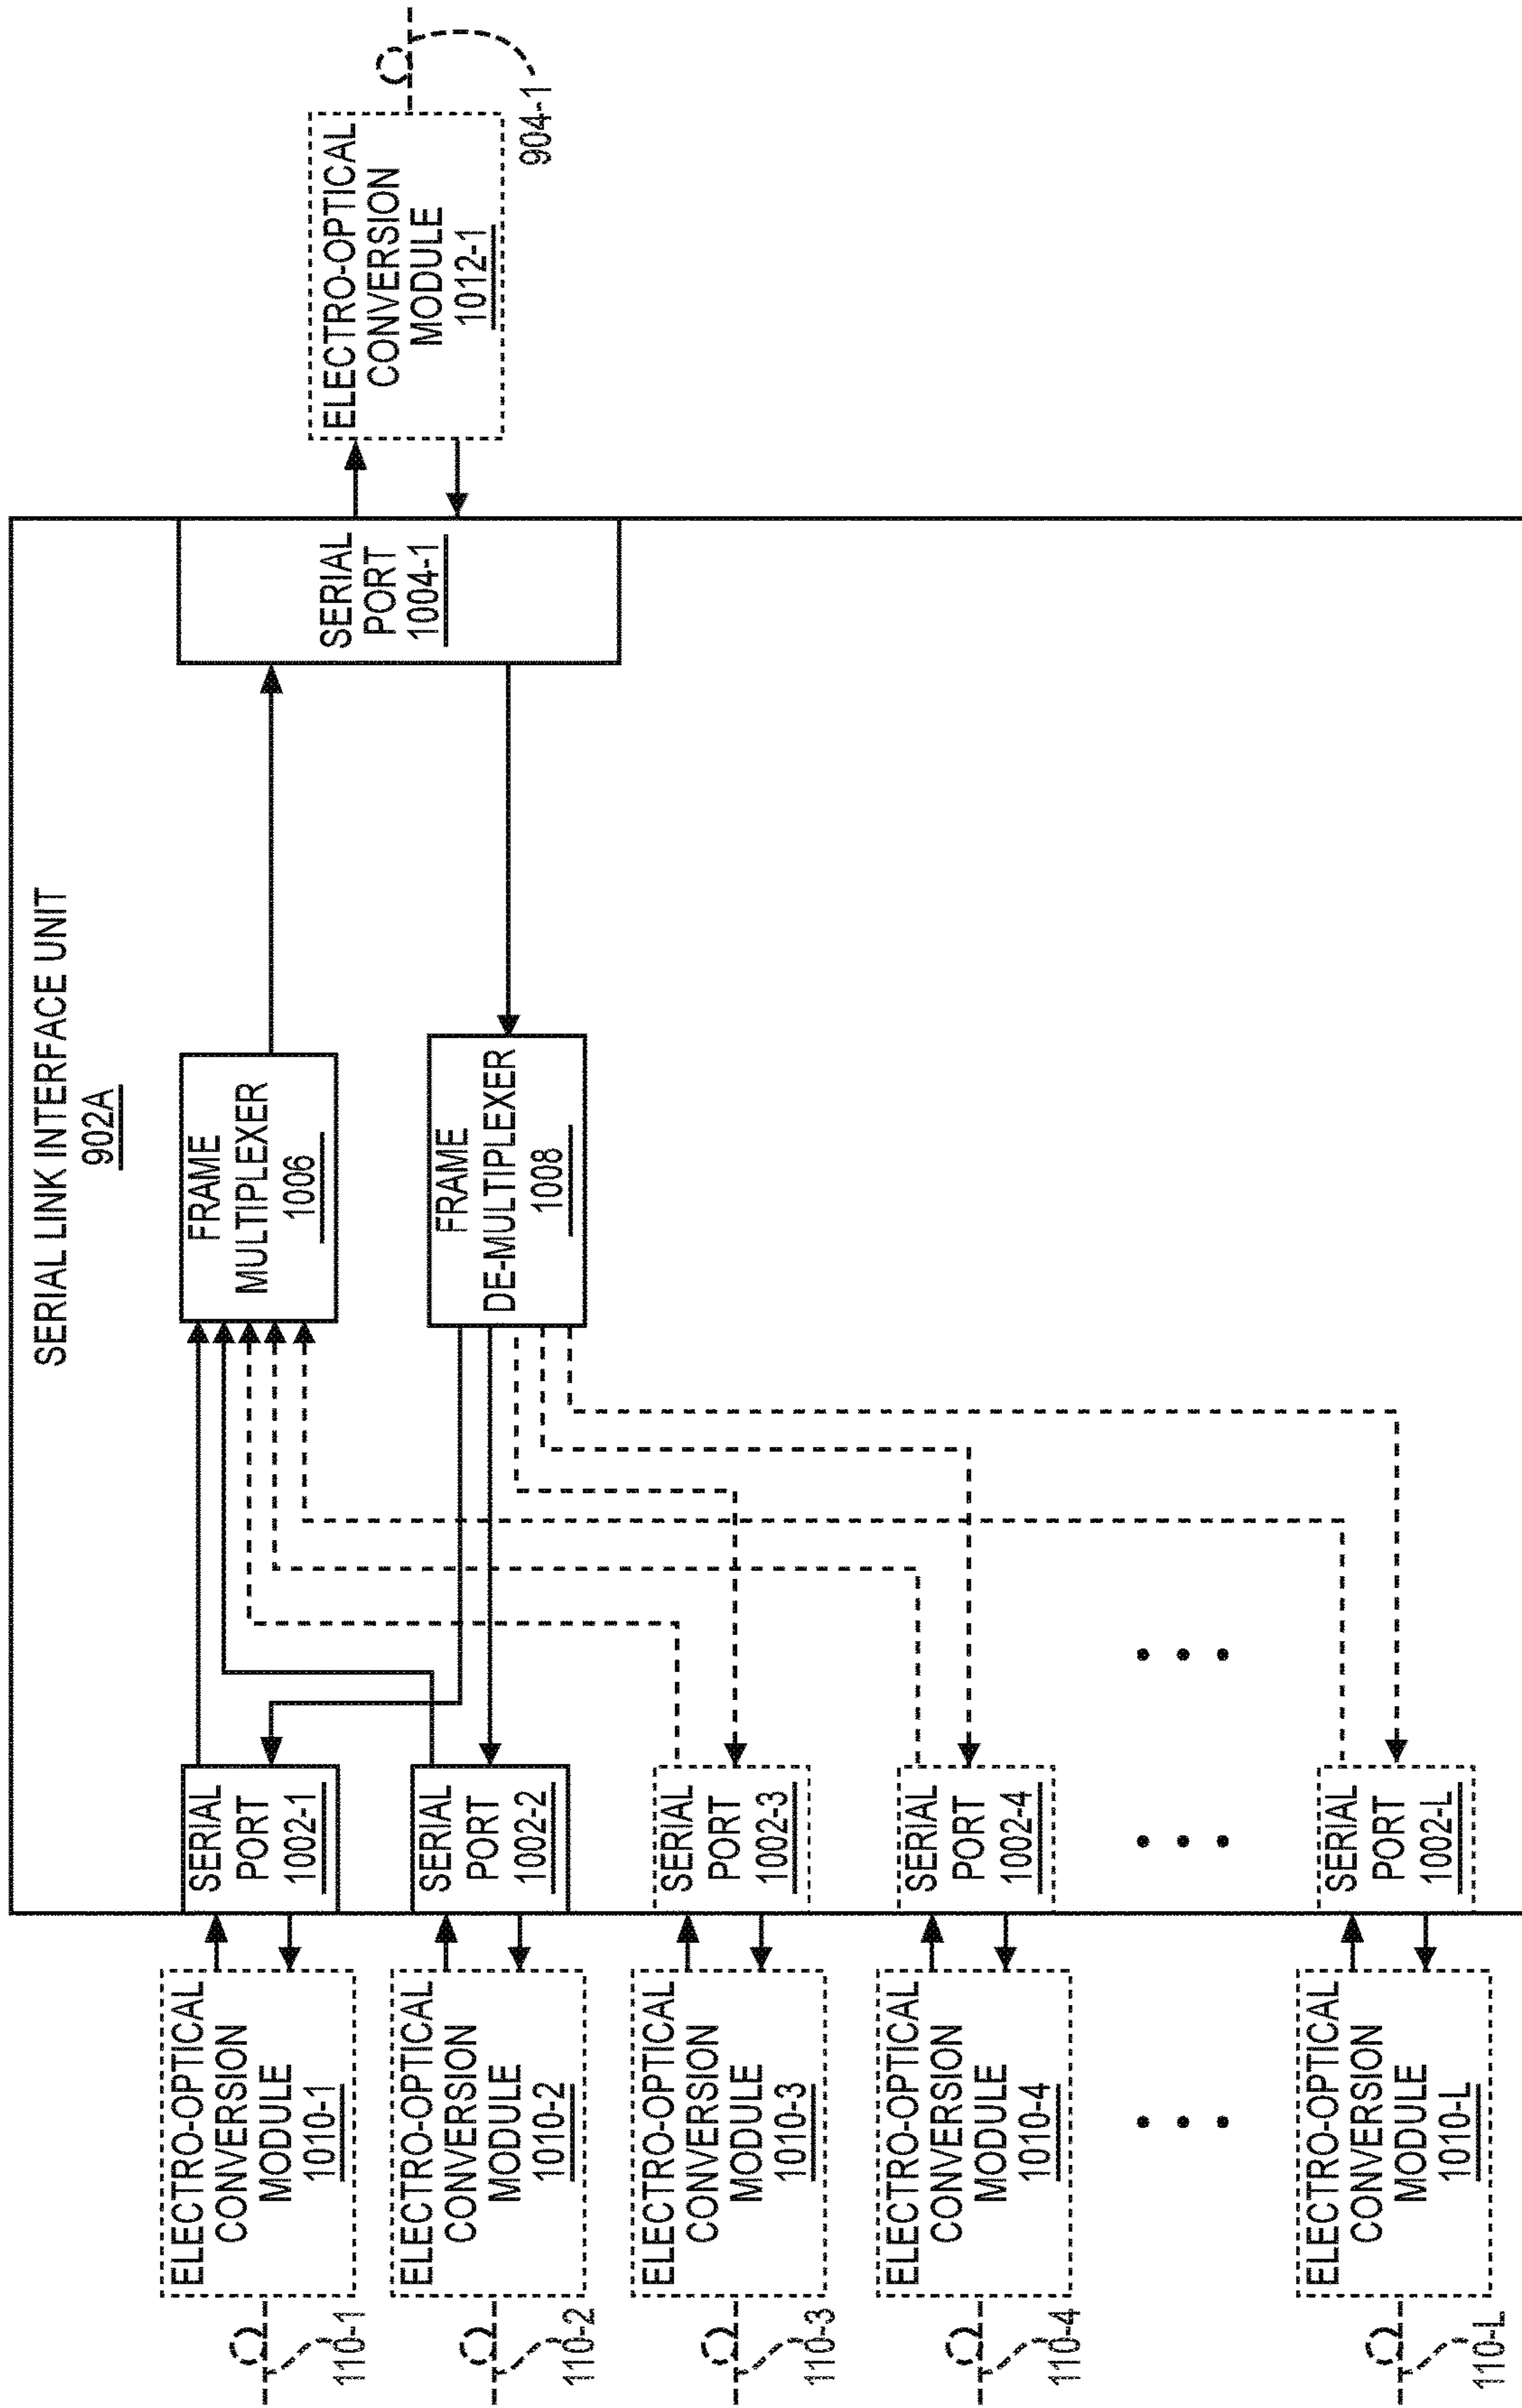 SERIAL LINK INTERFACE UNIT
902A
ELECTRO-OPTICAL
CONVERSION
MODULE
1010-1
110-1
SERIAL
PORT
1002-1
FRAME
MULTIPLEXER
1006
SERIAL
PORT
1004-1
ELECTRO-OPTICAL
CONVERSION
MODULE
1012-1
904-1
ELECTRO-OPTICAL
CONVERSION
MODULE
1010-2
110-2
SERIAL
PORT
1002-2
FRAME
DE-MULTIPLEXER
1008
ELECTRO-OPTICAL
CONVERSION
MODULE
1010-3
110-3
SERIAL
PORT
1002-3
ELECTRO-OPTICAL
CONVERSION
MODULE
1010-4
110-4
SERIAL
PORT
1002-4
ELECTRO-OPTICAL
CONVERSION
MODULE
1010-L
110-L
SERIAL
PORT
1002-L